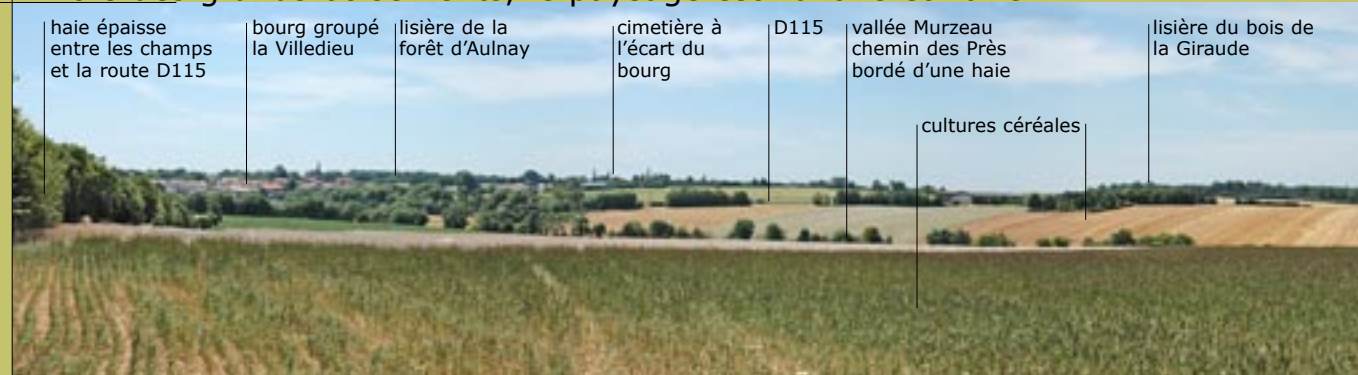 haie épaisse
entre les champs
et la route D115
bourg groupé
la Villedieu
lisière de la
forêt d'Aulnay
cimetière à
l'écart du
bourg
D115
vallée Murzeau
chemin des Près
bordé d'une haie
lisière du bois de
la Giraude
cultures céréales